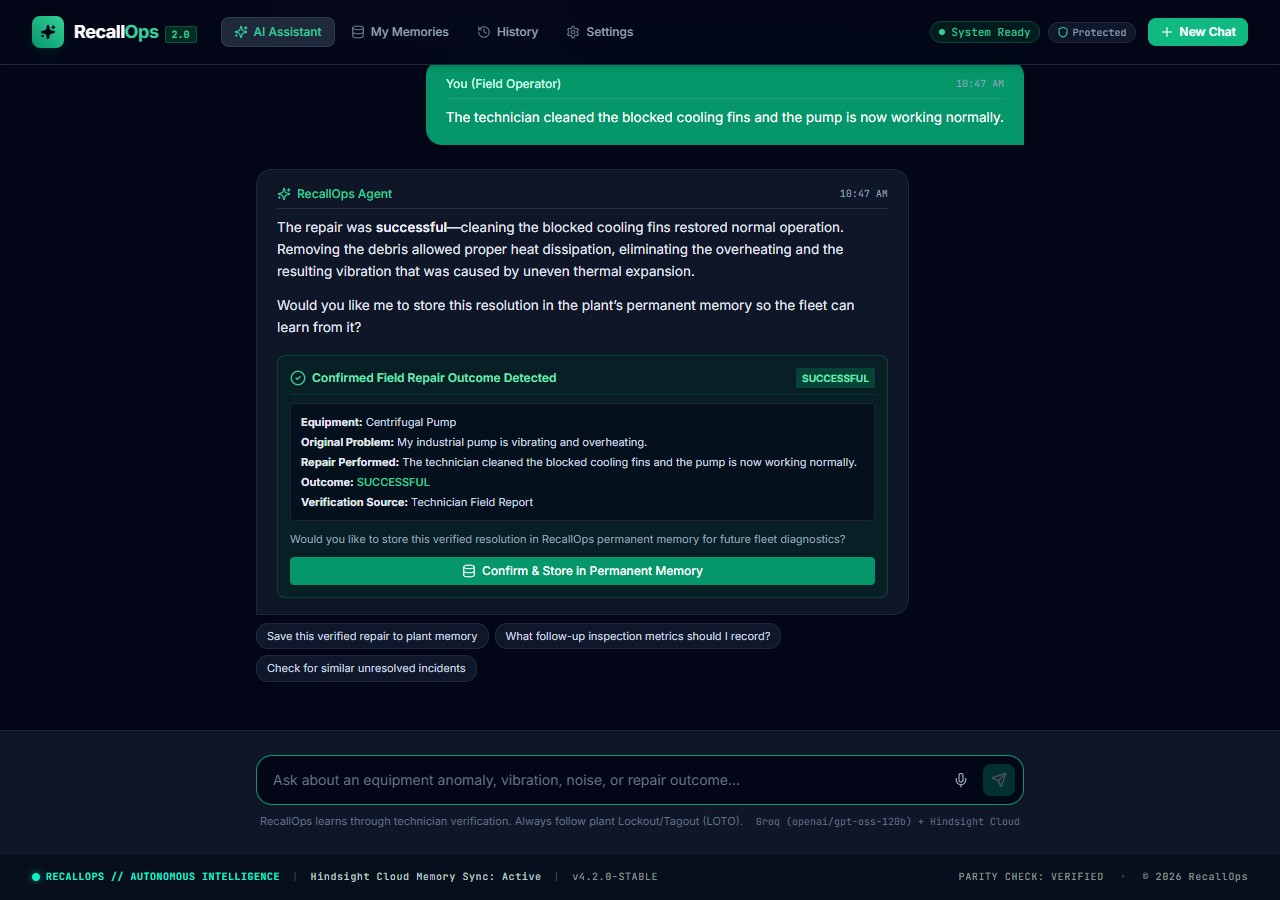 RecallOps 2.0
AI Assistant
My Memories
History
Settings
System Ready
Protected
New Chat
You (Field Operator) 10:47 AM
The technician cleaned the blocked cooling fins and the pump is now working normally.
RecallOps Agent 10:47 AM
The repair was successful—cleaning the blocked cooling fins restored normal operation.
Removing the debris allowed proper heat dissipation, eliminating the overheating and the
resulting vibration that was caused by uneven thermal expansion.
Would you like me to store this resolution in the plant’s permanent memory so the fleet can
learn from it?
Confirmed Field Repair Outcome Detected SUCCESSFUL
Equipment: Centrifugal Pump
Original Problem: My industrial pump is vibrating and overheating.
Repair Performed: The technician cleaned the blocked cooling fins and the pump is now working normally.
Outcome: SUCCESSFUL
Verification Source: Technician Field Report
Would you like to store this verified resolution in RecallOps permanent memory for future fleet diagnostics?
Confirm & Store in Permanent Memory
Save this verified repair to plant memory
What follow-up inspection metrics should I record?
Check for similar unresolved incidents
Ask about an equipment anomaly, vibration, noise, or repair outcome...
RecallOps learns through technician verification. Always follow plant Lockout/Tagout (LOTO). Groq (openai/gpt-oss-120b) + Hindsight Cloud
RECALLOPS // AUTONOMOUS INTELLIGENCE | Hindsight Cloud Memory Sync: Active | v4.2.0-STABLE
PARITY CHECK: VERIFIED · © 2026 RecallOps